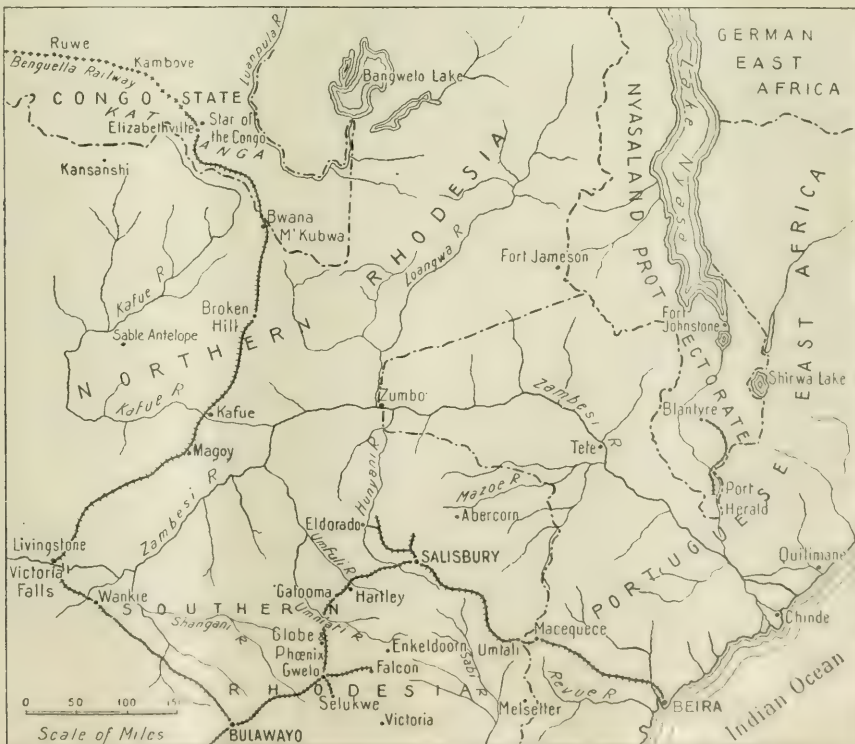 Ruwe
Kambove
Benguella Railway
Luanpula R
Bangwelo Lake
GERMAN
EAST
AFRICA
CONGO STATE
KAT
ANGA
Elizabethville
Star of
the Congo
Kansanshi
NYASALAND PROTECTORATE
Lake Nyasa
Bwana
M'Kubwa
NORTHERN RHODESIA
Loangwa R
Fort Jameson
PORTUGUESE EAST AFRICA
Kafue R
Broken
Hill
Sable Antelope
Fort
Johnstone
Shirwa Lake
Kafue R
Kafue
Zumbo
Zambesi R
Blantyre
Magoy
Tete
Zambesi R
Hunyani R
Mazoe R
Abercorn
Port
Herald
Eldorado
Umfuli R
Livingstone
Victoria
Falls
SALISBURY
Quilimane
Wankie
Gatooma
Hartley
SOUTHERN
Shangani R
Umniati R
Chinde
Globe &
Phœnix
Enkeldoorn
Sabi R
Umtali
Macequece
Gwelo
Falcon
RHODESIA
Selukwe
Revue R
BEIRA
Indian Ocean
Melsetter
Victoria
0 50 100 15
Scale of Miles
BULAWAYO